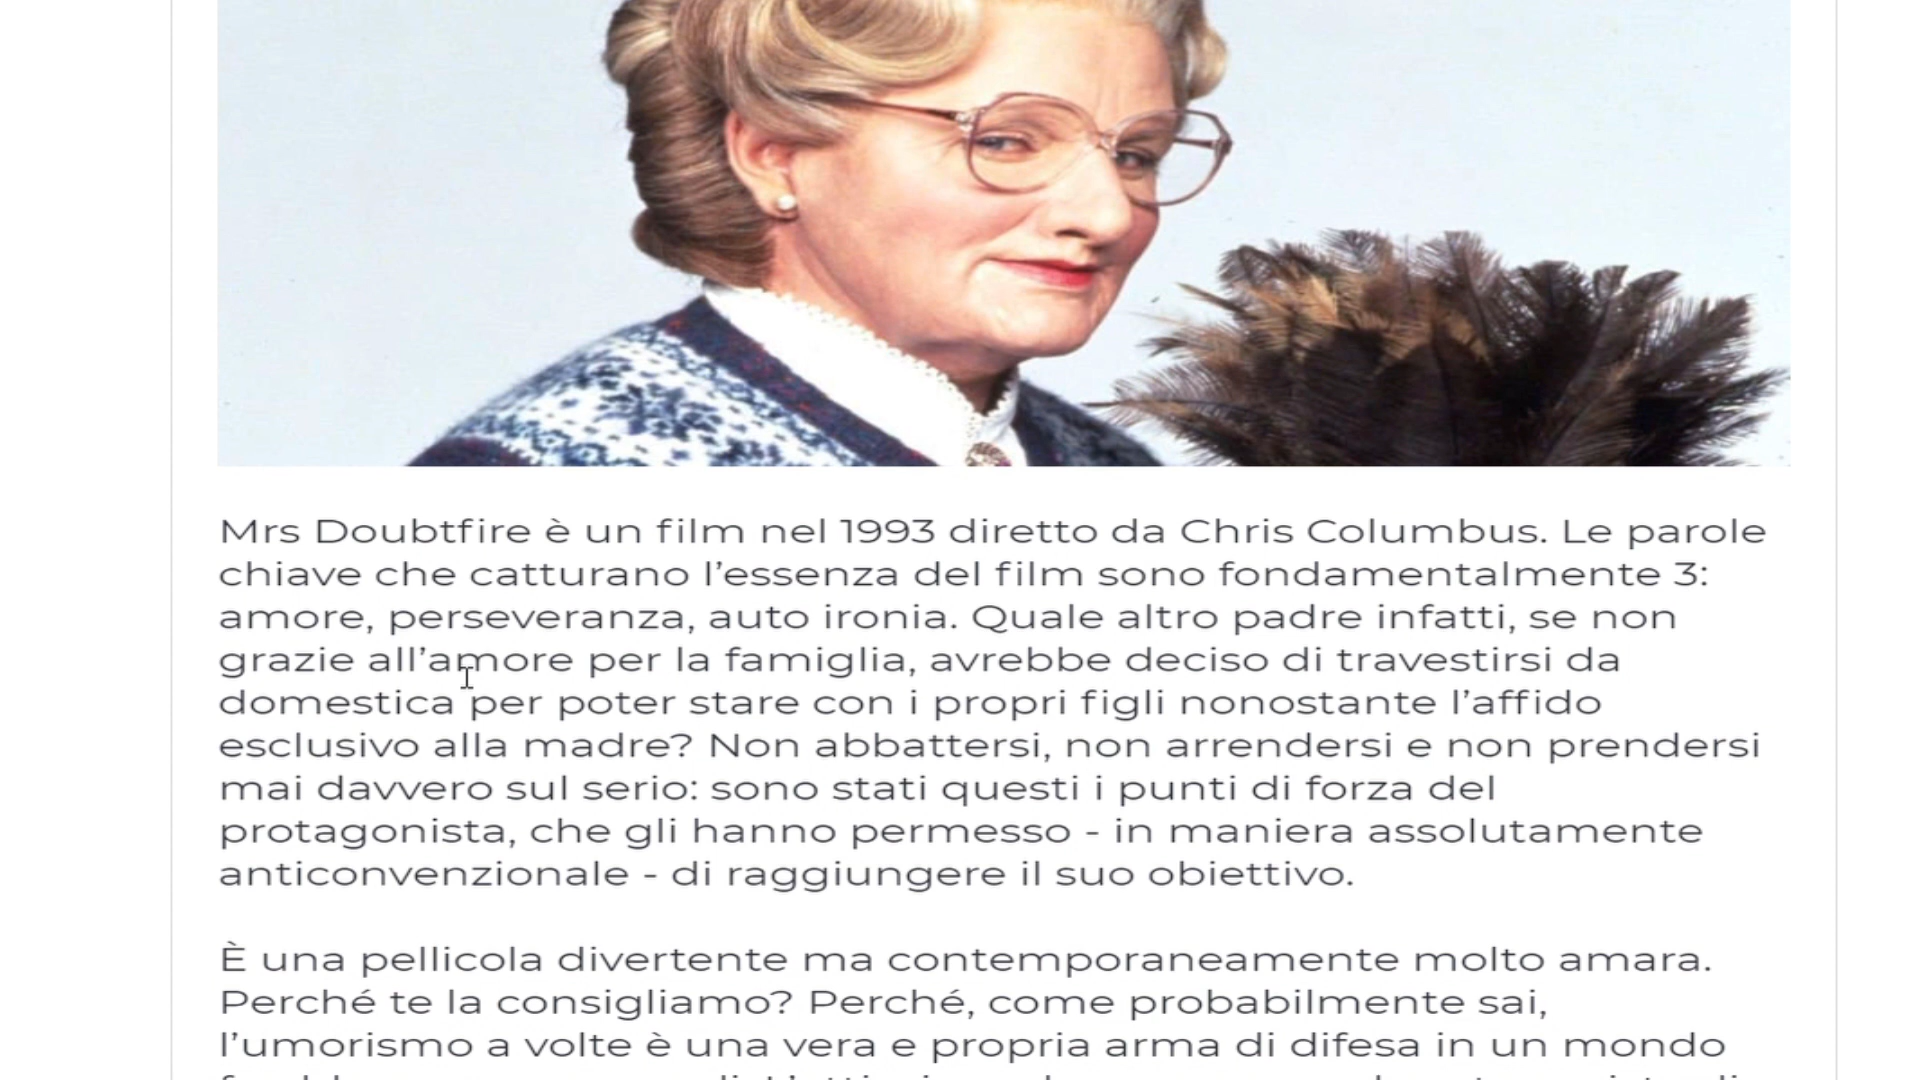 Mrs Doubtfire è un film nel 1993 diretto da Chris Columbus. Le parole
chiave che catturano l’essenza del film sono fondamentalmente 3:
amore, perseveranza, auto ironia. Quale altro padre infatti, se non
grazie all’amore per la famiglia, avrebbe deciso di travestirsi da
domestica per poter stare con i propri figli nonostante l’affido
esclusivo alla madre? Non abbattersi, non arrendersi e non prendersi
mai davvero sul serio: sono stati questi i punti di forza del
protagonista, che gli hanno permesso - in maniera assolutamente
anticonvenzionale - di raggiungere il suo obiettivo.
È una pellicola divertente ma contemporaneamente molto amara.
Perché te la consigliamo? Perché, come probabilmente sai,
l’umorismo a volte è una vera e propria arma di difesa in un mondo